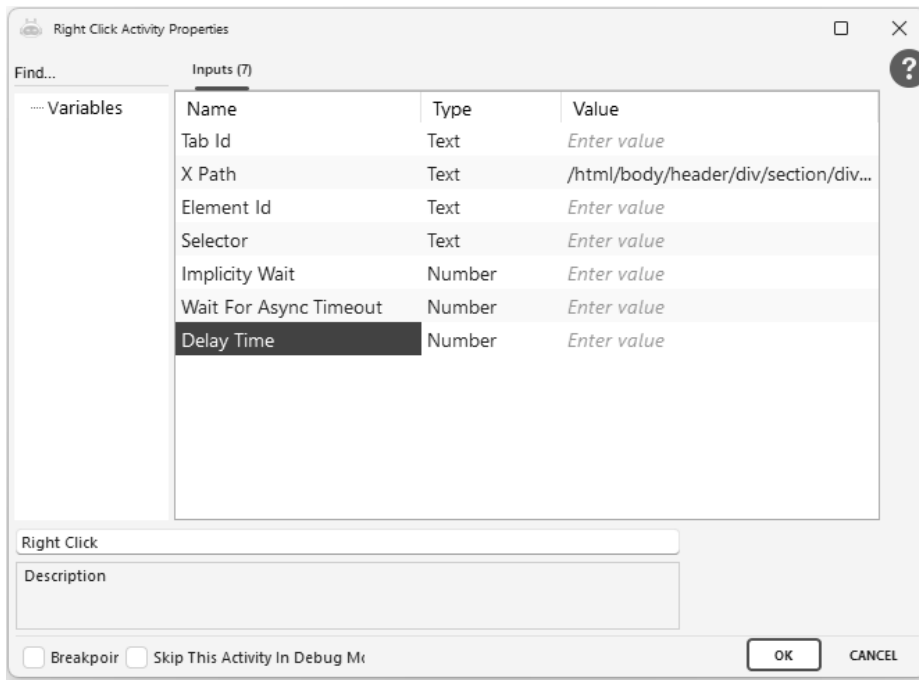 Right Click Activity Properties
Find...
Inputs (7)
?
Variables
Name Type Value
Tab Id Text Enter value
X Path Text /html/body/header/div/section/div...
Element Id Text Enter value
Selector Text Enter value
Implicity Wait Number Enter value
Wait For Async Timeout Number Enter value
Delay Time Number Enter value
Right Click
Description
Breakpoir Skip This Activity In Debug Mo
OK CANCEL